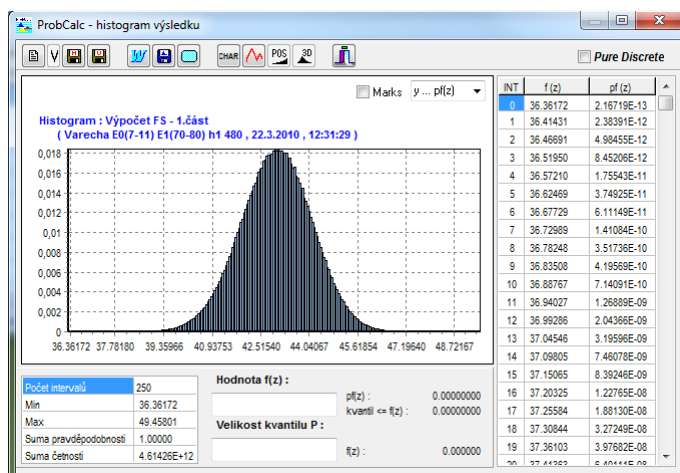 ProbCalc - histogram výsledku
V H U CHAR POS 3D Pure Discrete
Marks y ... pf(z)
Histogram : Výpočet FS - 1.část
( Varecha E0(7-11) E1(70-80) h1 480 , 22.3.2010 , 12:31:29 )
0,018
0,016
0,014
0,012
0,01
0,008
0,006
0,004
0,002
0
36.36172 37.78180 39.35966 40.93753 42.51540 44.04067 45.61854 47.19640 48.72167
INT f (z) pf (z)
0 36.36172 2.16719E-13
1 36.41431 2.38391E-12
2 36.46691 4.98455E-12
3 36.51950 8.45206E-12
4 36.57210 1.75543E-11
5 36.62469 3.74925E-11
6 36.67729 6.11149E-11
7 36.72989 1.41084E-10
8 36.78248 3.51736E-10
9 36.83508 4.19569E-10
10 36.88767 7.14091E-10
11 36.94027 1.26889E-09
12 36.99286 2.04366E-09
13 37.04546 3.19596E-09
14 37.09805 7.46078E-09
15 37.15065 8.39246E-09
16 37.20325 1.22765E-08
17 37.25584 1.88130E-08
18 37.30844 3.27249E-08
19 37.36103 3.97682E-08
20 37.41363
Počet intervalů 250
Min 36.36172
Max 49.45801
Suma pravděpodobnosti 1.00000
Suma četnosti 4.61426E+12
Hodnota f(z) :
pf(z) : 0.00000000
kvantil <= f(z) : 0.00000000
Velikost kvantilu P :
f(z) : 0.000000